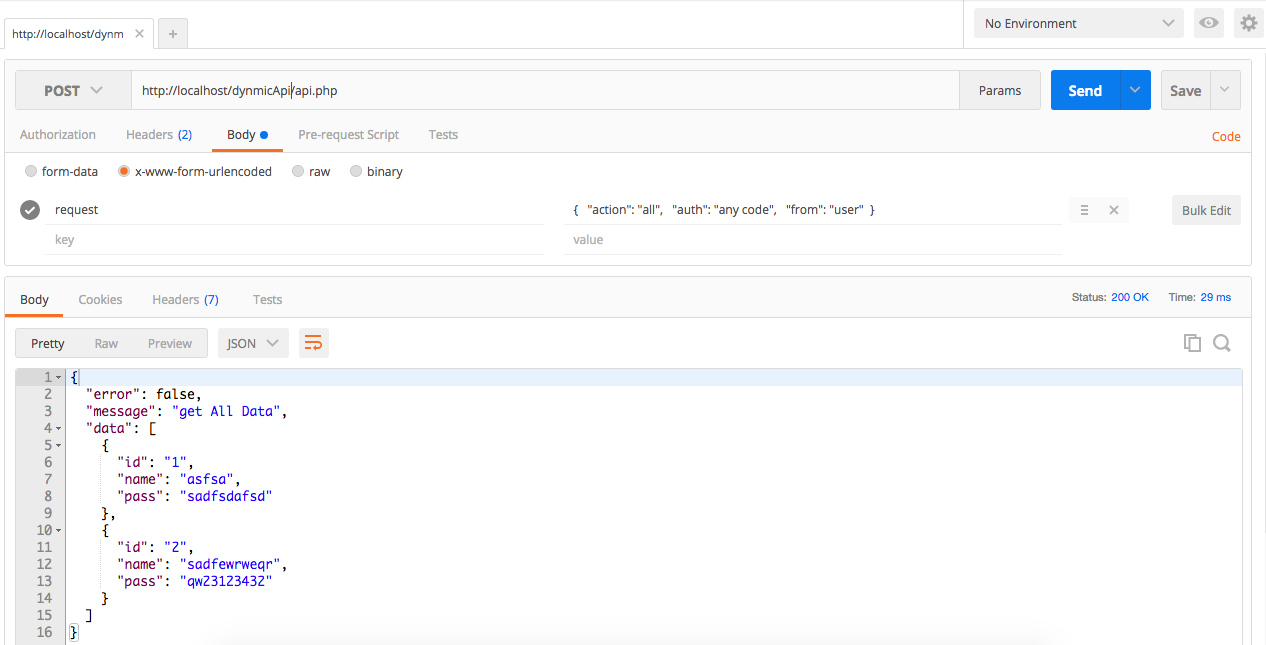 http://localhost/dynm × +
No Environment
POST http://localhost/dynmicApi/api.php Params Send Save
Authorization Headers (2) Body Pre-request Script Tests Code
form-data x-www-form-urlencoded raw binary
request { "action": "all", "auth": "any code", "from": "user" } Bulk Edit
key value
Body Cookies Headers (7) Tests Status: 200 OK Time: 29 ms
Pretty Raw Preview JSON
1 {
2 "error": false,
3 "message": "get All Data",
4 "data": [
5 {
6 "id": "1",
7 "name": "asfsa",
8 "pass": "sadfsdafsd"
9 },
10 {
11 "id": "2",
12 "name": "sadfewrweqr",
13 "pass": "qw23123432"
14 }
15 ]
16 }